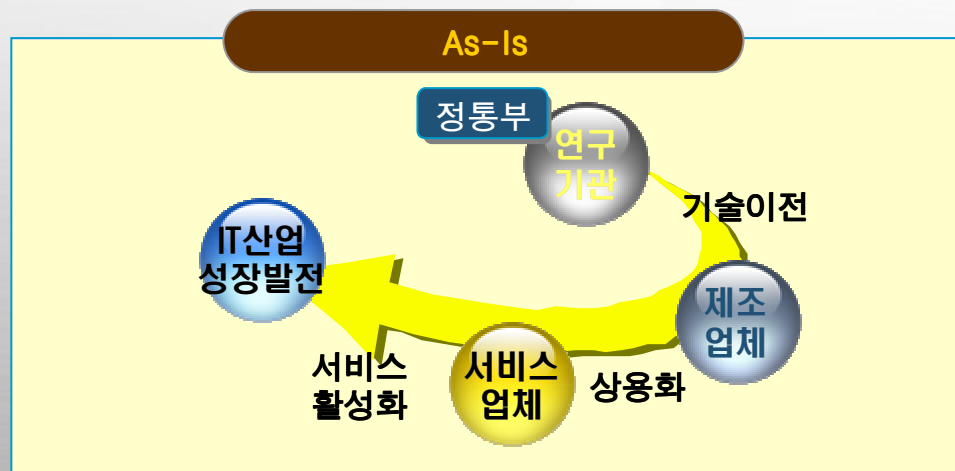 As-Is
정통부
연구
기관
기술이전
IT산업
성장발전
제조
업체
서비스
활성화
서비스
업체
상용화